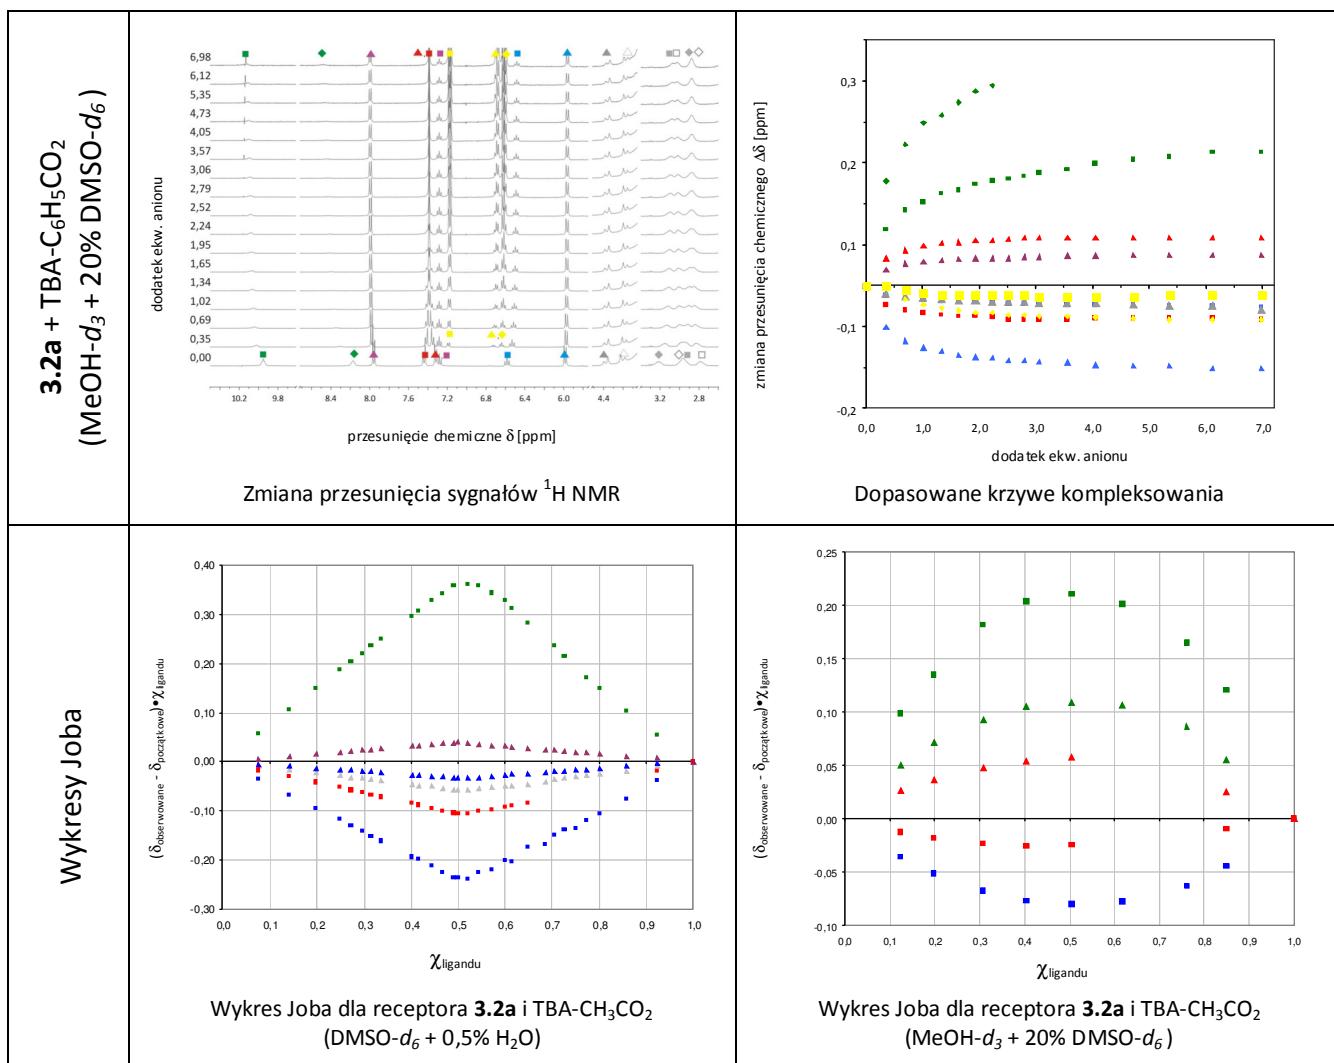 3.2a + TBA-C₆H₅CO₂
(MeOH-d₃ + 20% DMSO-d₆)
dodatek ekw. anionu
6,98
6,12
5,35
4,73
4,05
3,57
3,06
2,79
2,52
2,24
1,95
1,65
1,34
1,02
0,69
0,35
0,00
10.2 9.8 8.0 7.6 7.2 6.8 6.4 6.0 4.4 3.2 2.8
przesunięcie chemiczne δ [ppm]
Zmiana przesunięcia sygnałów ¹H NMR
zmiana przesunięcia chemicznego Δδ [ppm]
0,3
0,2
0,1
-0,1
-0,2
0,0 1,0 2,0 3,0 4,0 5,0 6,0 7,0
dodatek ekw. anionu
Dopasowane krzywe kompleksowania
Wykresy Joba
(δobserwowane - δpoczątkowe)•χligandu
0,40
0,30
0,20
0,10
0,00
-0,10
-0,20
-0,30
0,0 0,1 0,2 0,3 0,4 0,5 0,6 0,7 0,8 0,9 1,0
χligandu
Wykres Joba dla receptora 3.2a i TBA-CH₃CO₂
(DMSO-d₆ + 0,5% H₂O)
(δobserwowane - δpoczątkowe)•χligandu
0,25
0,20
0,15
0,10
0,05
0,00
-0,05
-0,10
0,0 0,1 0,2 0,3 0,4 0,5 0,6 0,7 0,8 0,9 1,0
χligandu
Wykres Joba dla receptora 3.2a i TBA-CH₃CO₂
(MeOH-d₃ + 20% DMSO-d₆ )